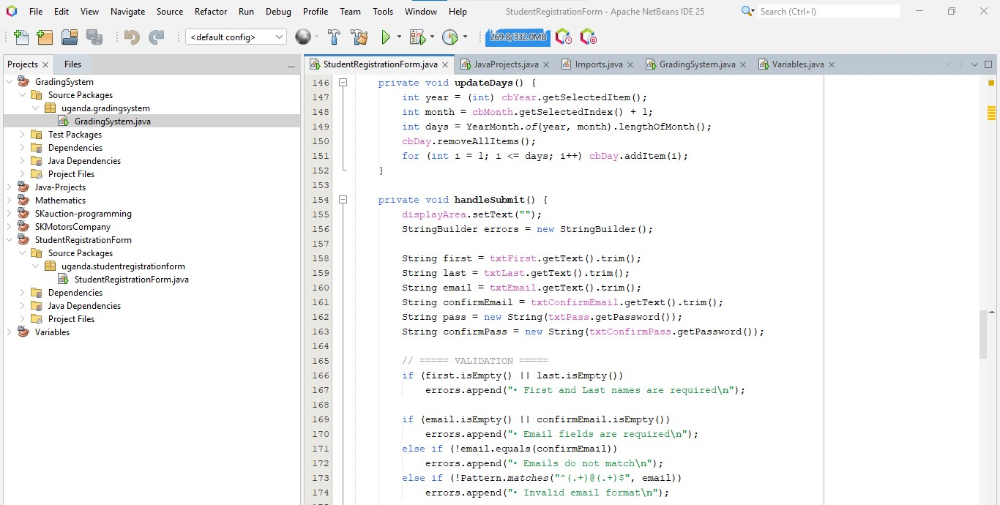 File Edit View Navigate Source Refactor Run Debug Profile Team Tools Window Help StudentRegistrationForm - Apache NetBeans IDE 25 Search (Ctrl+I)
<default config> 269.8/332.0MB
Projects Files
StudentRegistrationForm.java JavaProjects.java Imports.java GradingSystem.java Variables.java
GradingSystem
Source Packages
uganda.gradingsystem
GradingSystem.java
Test Packages
Dependencies
Java Dependencies
Project Files
Java-Projects
Mathematics
SKauction-programming
SKMotorsCompany
StudentRegistrationForm
Source Packages
uganda.studentregistrationform
StudentRegistrationForm.java
Dependencies
Java Dependencies
Project Files
Variables
146 private void updateDays() {
147 int year = (int) cbYear.getSelectedItem();
148 int month = cbMonth.getSelectedIndex() + 1;
149 int days = YearMonth.of(year, month).lengthOfMonth();
150 cbDay.removeAllItems();
151 for (int i = 1; i <= days; i++) cbDay.addItem(i);
152 }
153
154 private void handleSubmit() {
155 displayArea.setText("");
156 StringBuilder errors = new StringBuilder();
157
158 String first = txtFirst.getText().trim();
159 String last = txtLast.getText().trim();
160 String email = txtEmail.getText().trim();
161 String confirmEmail = txtConfirmEmail.getText().trim();
162 String pass = new String(txtPass.getPassword());
163 String confirmPass = new String(txtConfirmPass.getPassword());
164
165 // ===== VALIDATION =====
166 if (first.isEmpty() || last.isEmpty())
167 errors.append("• First and Last names are required\n");
168
169 if (email.isEmpty() || confirmEmail.isEmpty())
170 errors.append("• Email fields are required\n");
171 else if (!email.equals(confirmEmail))
172 errors.append("• Emails do not match\n");
173 else if (!Pattern.matches("^(.+)@(.+)$", email))
174 errors.append("• Invalid email format\n");